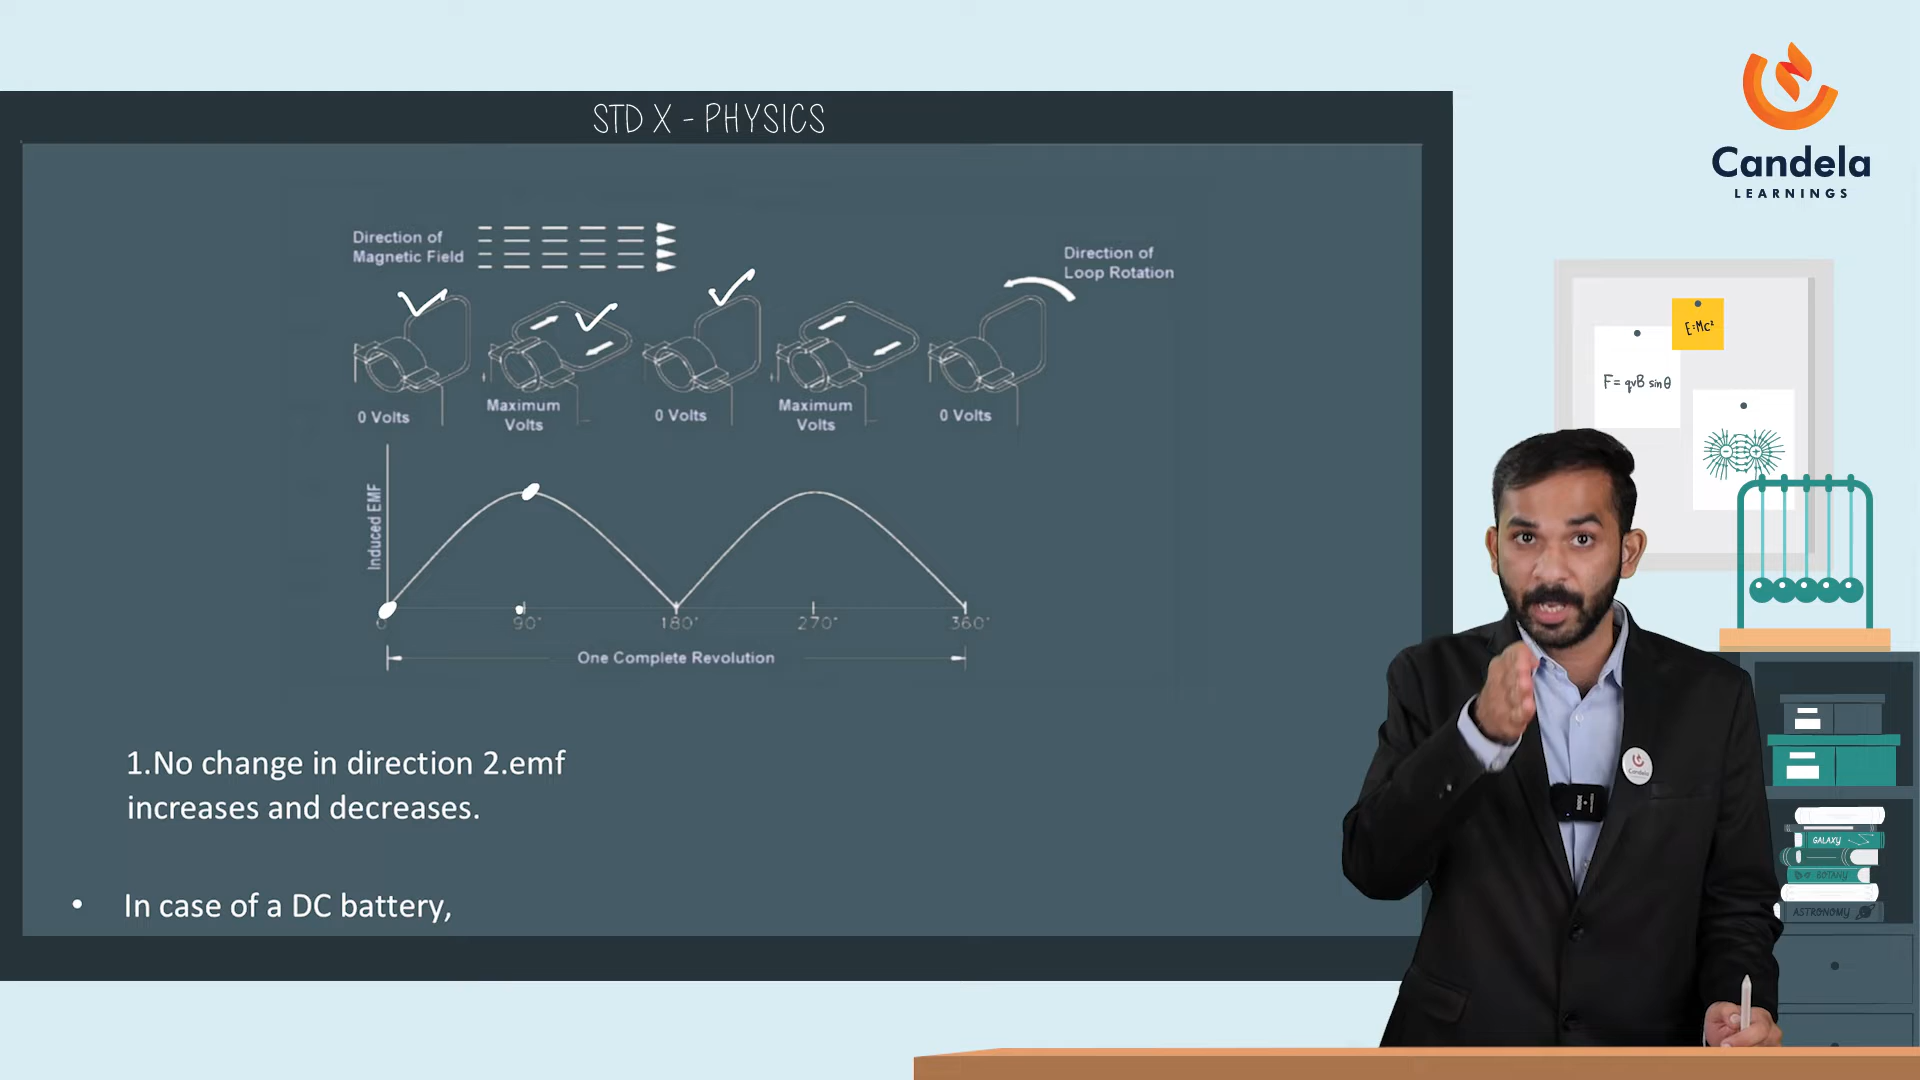 STD X - PHYSICS
Candela
LEARNINGS
Direction of
Magnetic Field
Direction of
Loop Rotation
0 Volts
Maximum
Volts
0 Volts
Maximum
Volts
0 Volts
Induced EMF
0
90°
180°
270°
360°
One Complete Revolution
1.No change in direction 2.emf
increases and decreases.
• In case of a DC battery,
E=Mc²
F= qvB sinθ
Candela
GALAXY
BOTANY
ASTRONOMY